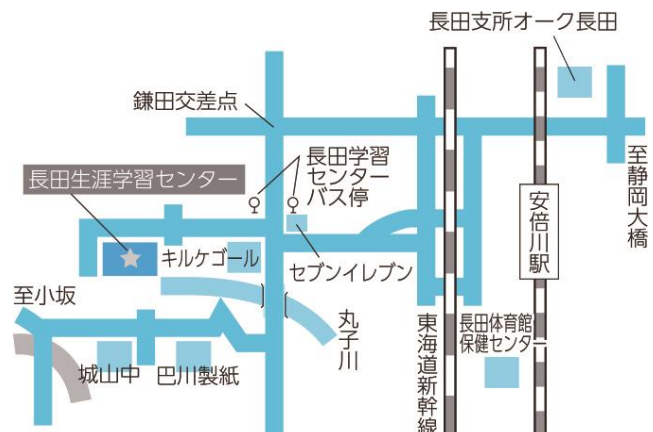 長田支所オーク長田
鎌田交差点
長田学習
センター
バス停
至静岡大橋
長田生涯学習センター
安倍川駅
キルケゴール
セブンイレブン
至小坂
丸子川
東海道新幹線
長田体育館
保健センター
城山中
巴川製紙